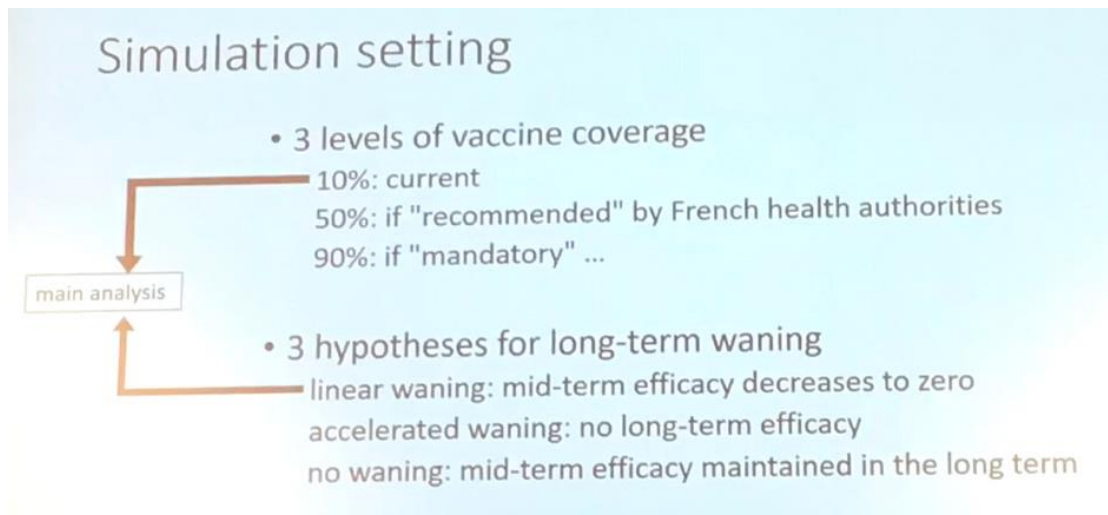 Simulation setting
• 3 levels of vaccine coverage
10%: current
50%: if "recommended" by French health authorities
90%: if "mandatory" ...
main analysis
• 3 hypotheses for long-term waning
linear waning: mid-term efficacy decreases to zero
accelerated waning: no long-term efficacy
no waning: mid-term efficacy maintained in the long term